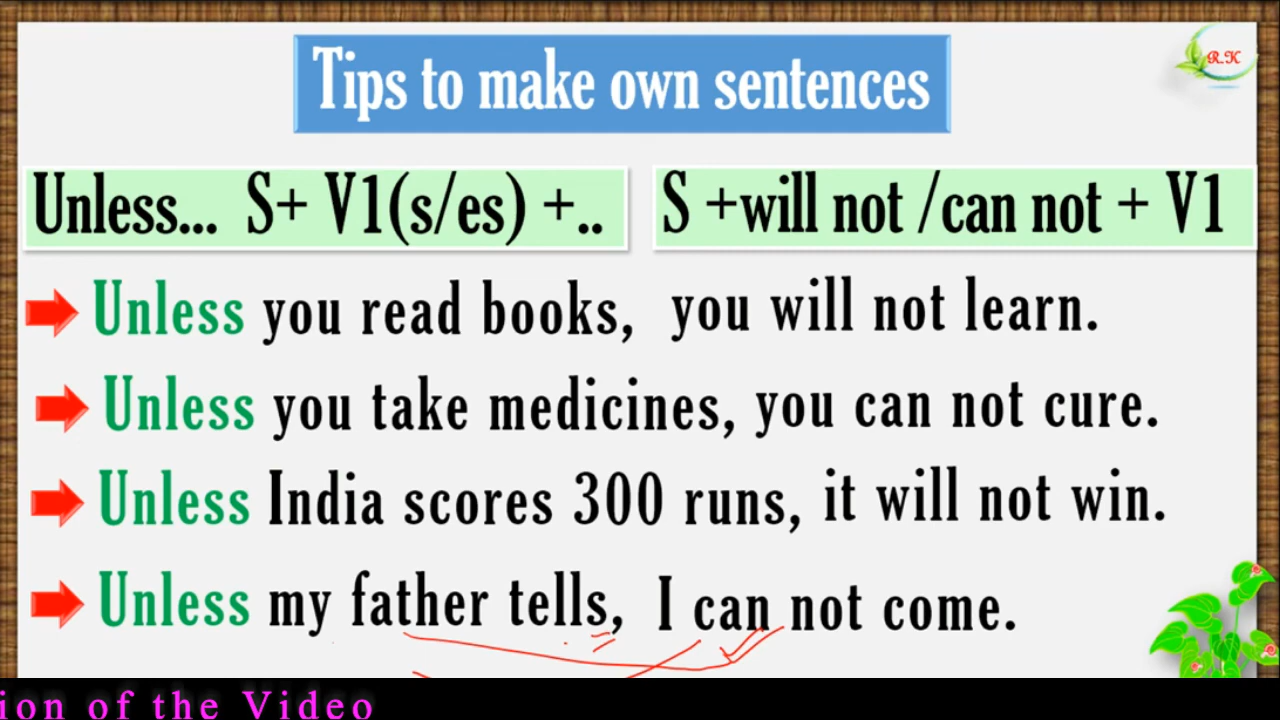 Tips to make own sentences
R.K
Unless... S+ V1(s/es) +..
S +will not /can not + V1
Unless you read books, you will not learn.
Unless you take medicines, you can not cure.
Unless India scores 300 runs, it will not win.
Unless my father tells, I can not come.
ion of the Video